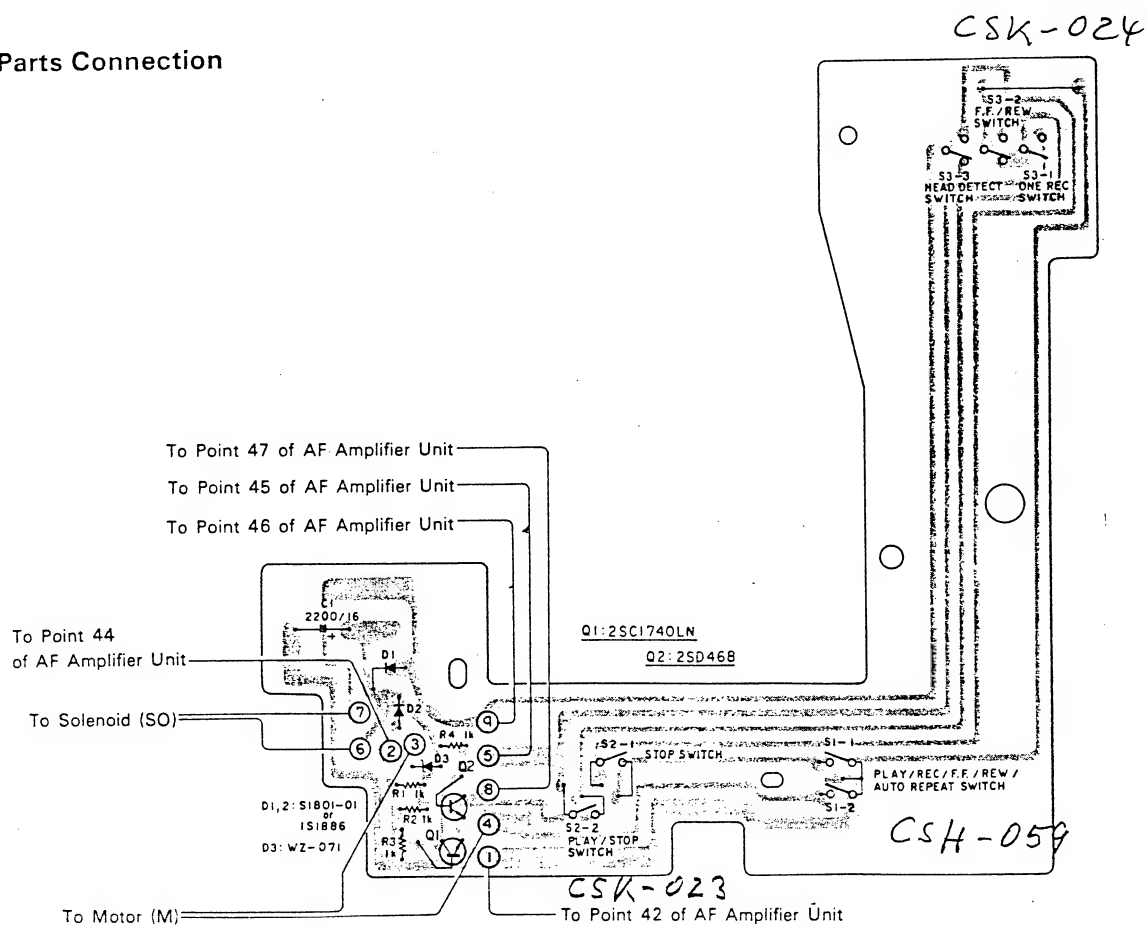 CSK-024
Parts Connection
S3-2
F.F./REW
SWITCH
S3-3
HEAD DETECT
SWITCH
S3-1
ONE REC
SWITCH
To Point 47 of AF Amplifier Unit
To Point 45 of AF Amplifier Unit
To Point 46 of AF Amplifier Unit
C1
2200/16
+
Q1:2SC1740LN
Q2:2SD468
To Point 44
of AF Amplifier Unit
D1
To Solenoid (SO)
7
D2
9
6
2
3
R4 1k
5
D3
Q2
S2-1
STOP SWITCH
S1-1
PLAY/REC/F.F./REW/
AUTO REPEAT SWITCH
S1-2
R1 1k
8
D1,2: S1801-01
or
1S1886
R2 1k
4
S2-2
PLAY/STOP
SWITCH
D3: WZ-071
R3
1k
Q1
1
CSH-059
CSK-023
To Motor (M)
To Point 42 of AF Amplifier Unit